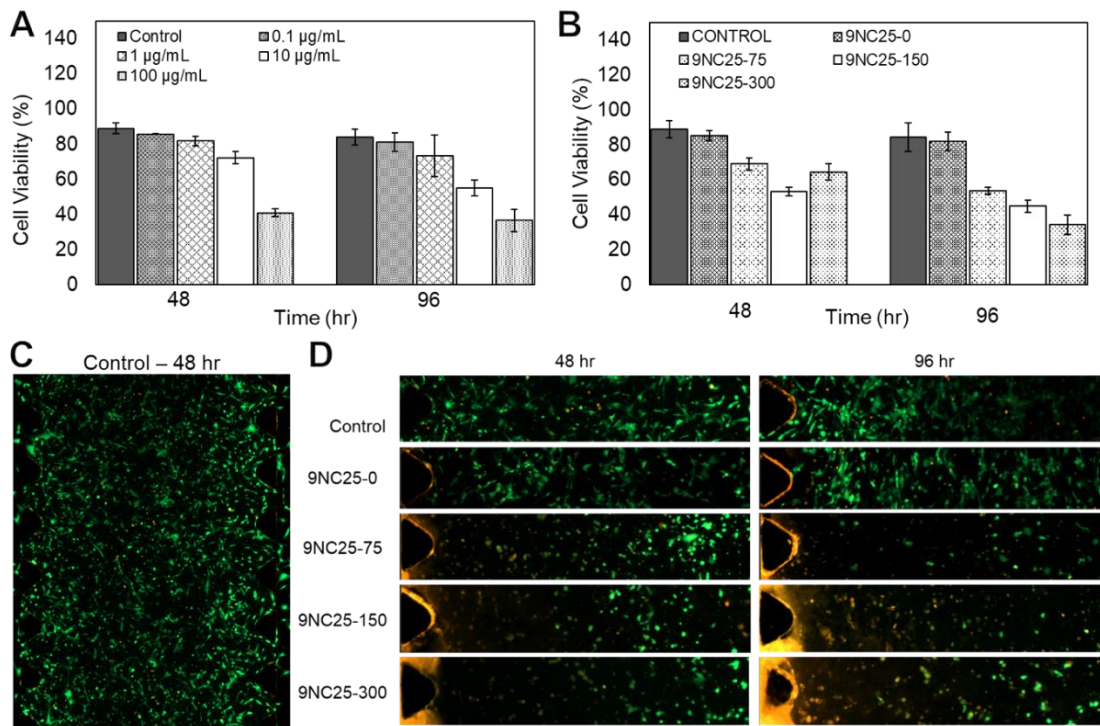 A
Control 0.1 µg/mL
1 µg/mL 10 µg/mL
100 µg/mL
140
120
100
80
60
40
20
0
Cell Viability (%)
48 96
Time (hr)
B
CONTROL 9NC25-0
9NC25-75 9NC25-150
9NC25-300
140
120
100
80
60
40
20
0
Cell Viability (%)
48 96
Time (hr)
C
Control – 48 hr
D
48 hr 96 hr
Control
9NC25-0
9NC25-75
9NC25-150
9NC25-300